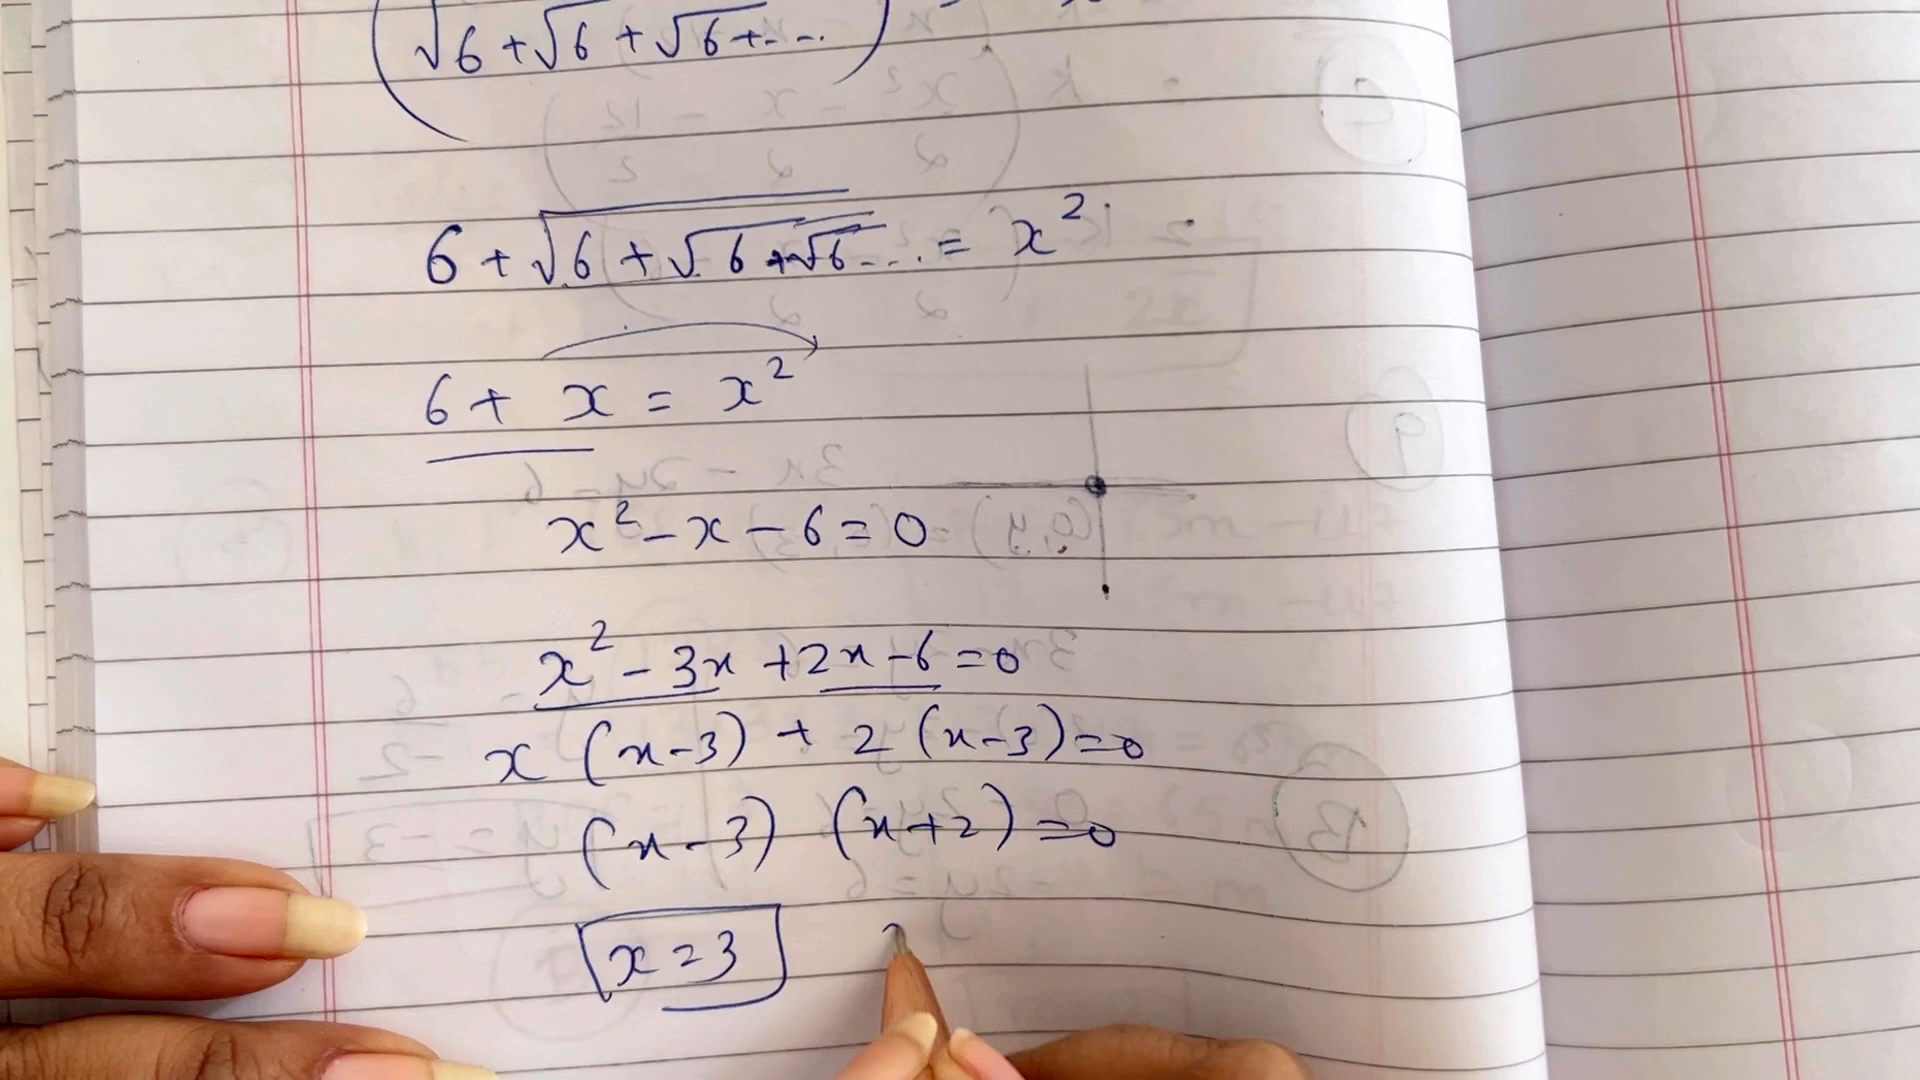 (√6 + √6 + √6 + ...) =
6 + √6 + √6 + √6 ... = x²
6 + x = x²
x² - x - 6 = 0
x² - 3x + 2x - 6 = 0
x (x - 3) + 2 (x - 3) = 0
(x - 3) (x + 2) = 0
x = 3